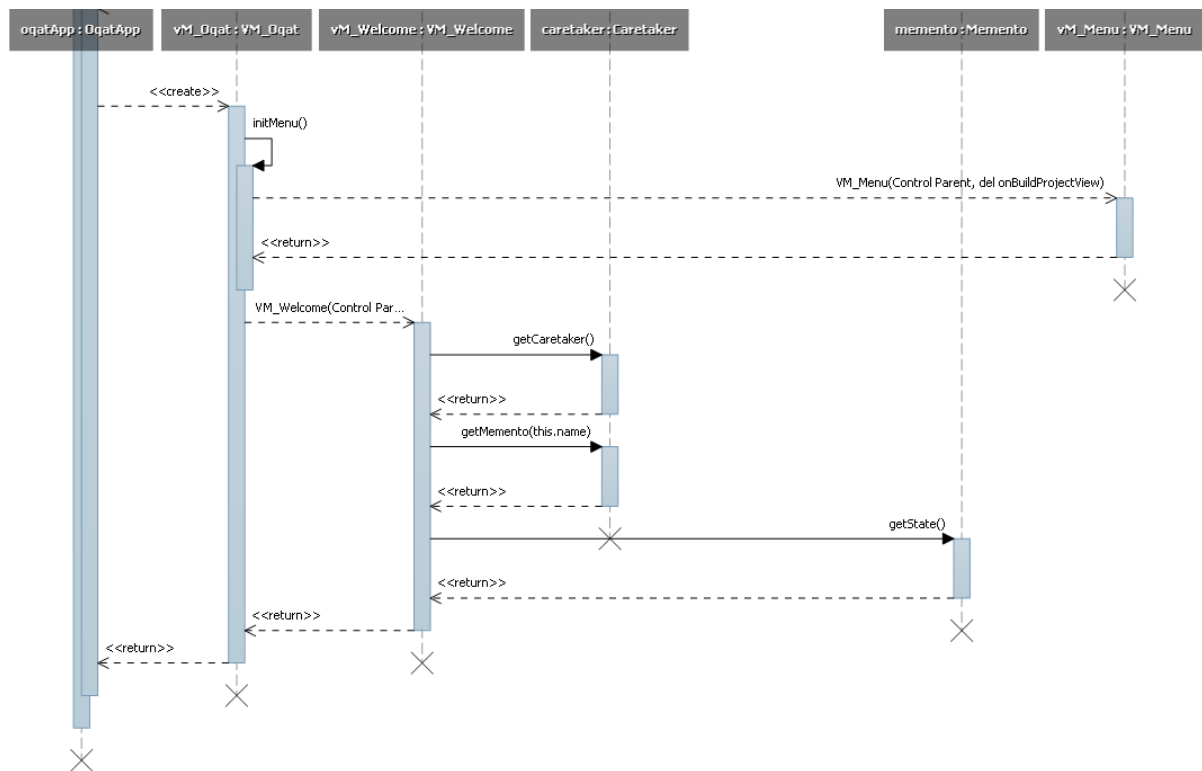 oqatApp : OqatApp
vM_Oqat : VM_Oqat
vM_Welcome : VM_Welcome
caretaker : Caretaker
memento : Memento
vM_Menu : VM_Menu
<<create>>
initMenu()
VM_Menu(Control Parent, del onBuildProjectView)
<<return>>
VM_Welcome(Control Par...
getCaretaker()
<<return>>
getMemento(this.name)
<<return>>
getState()
<<return>>
<<return>>
<<return>>